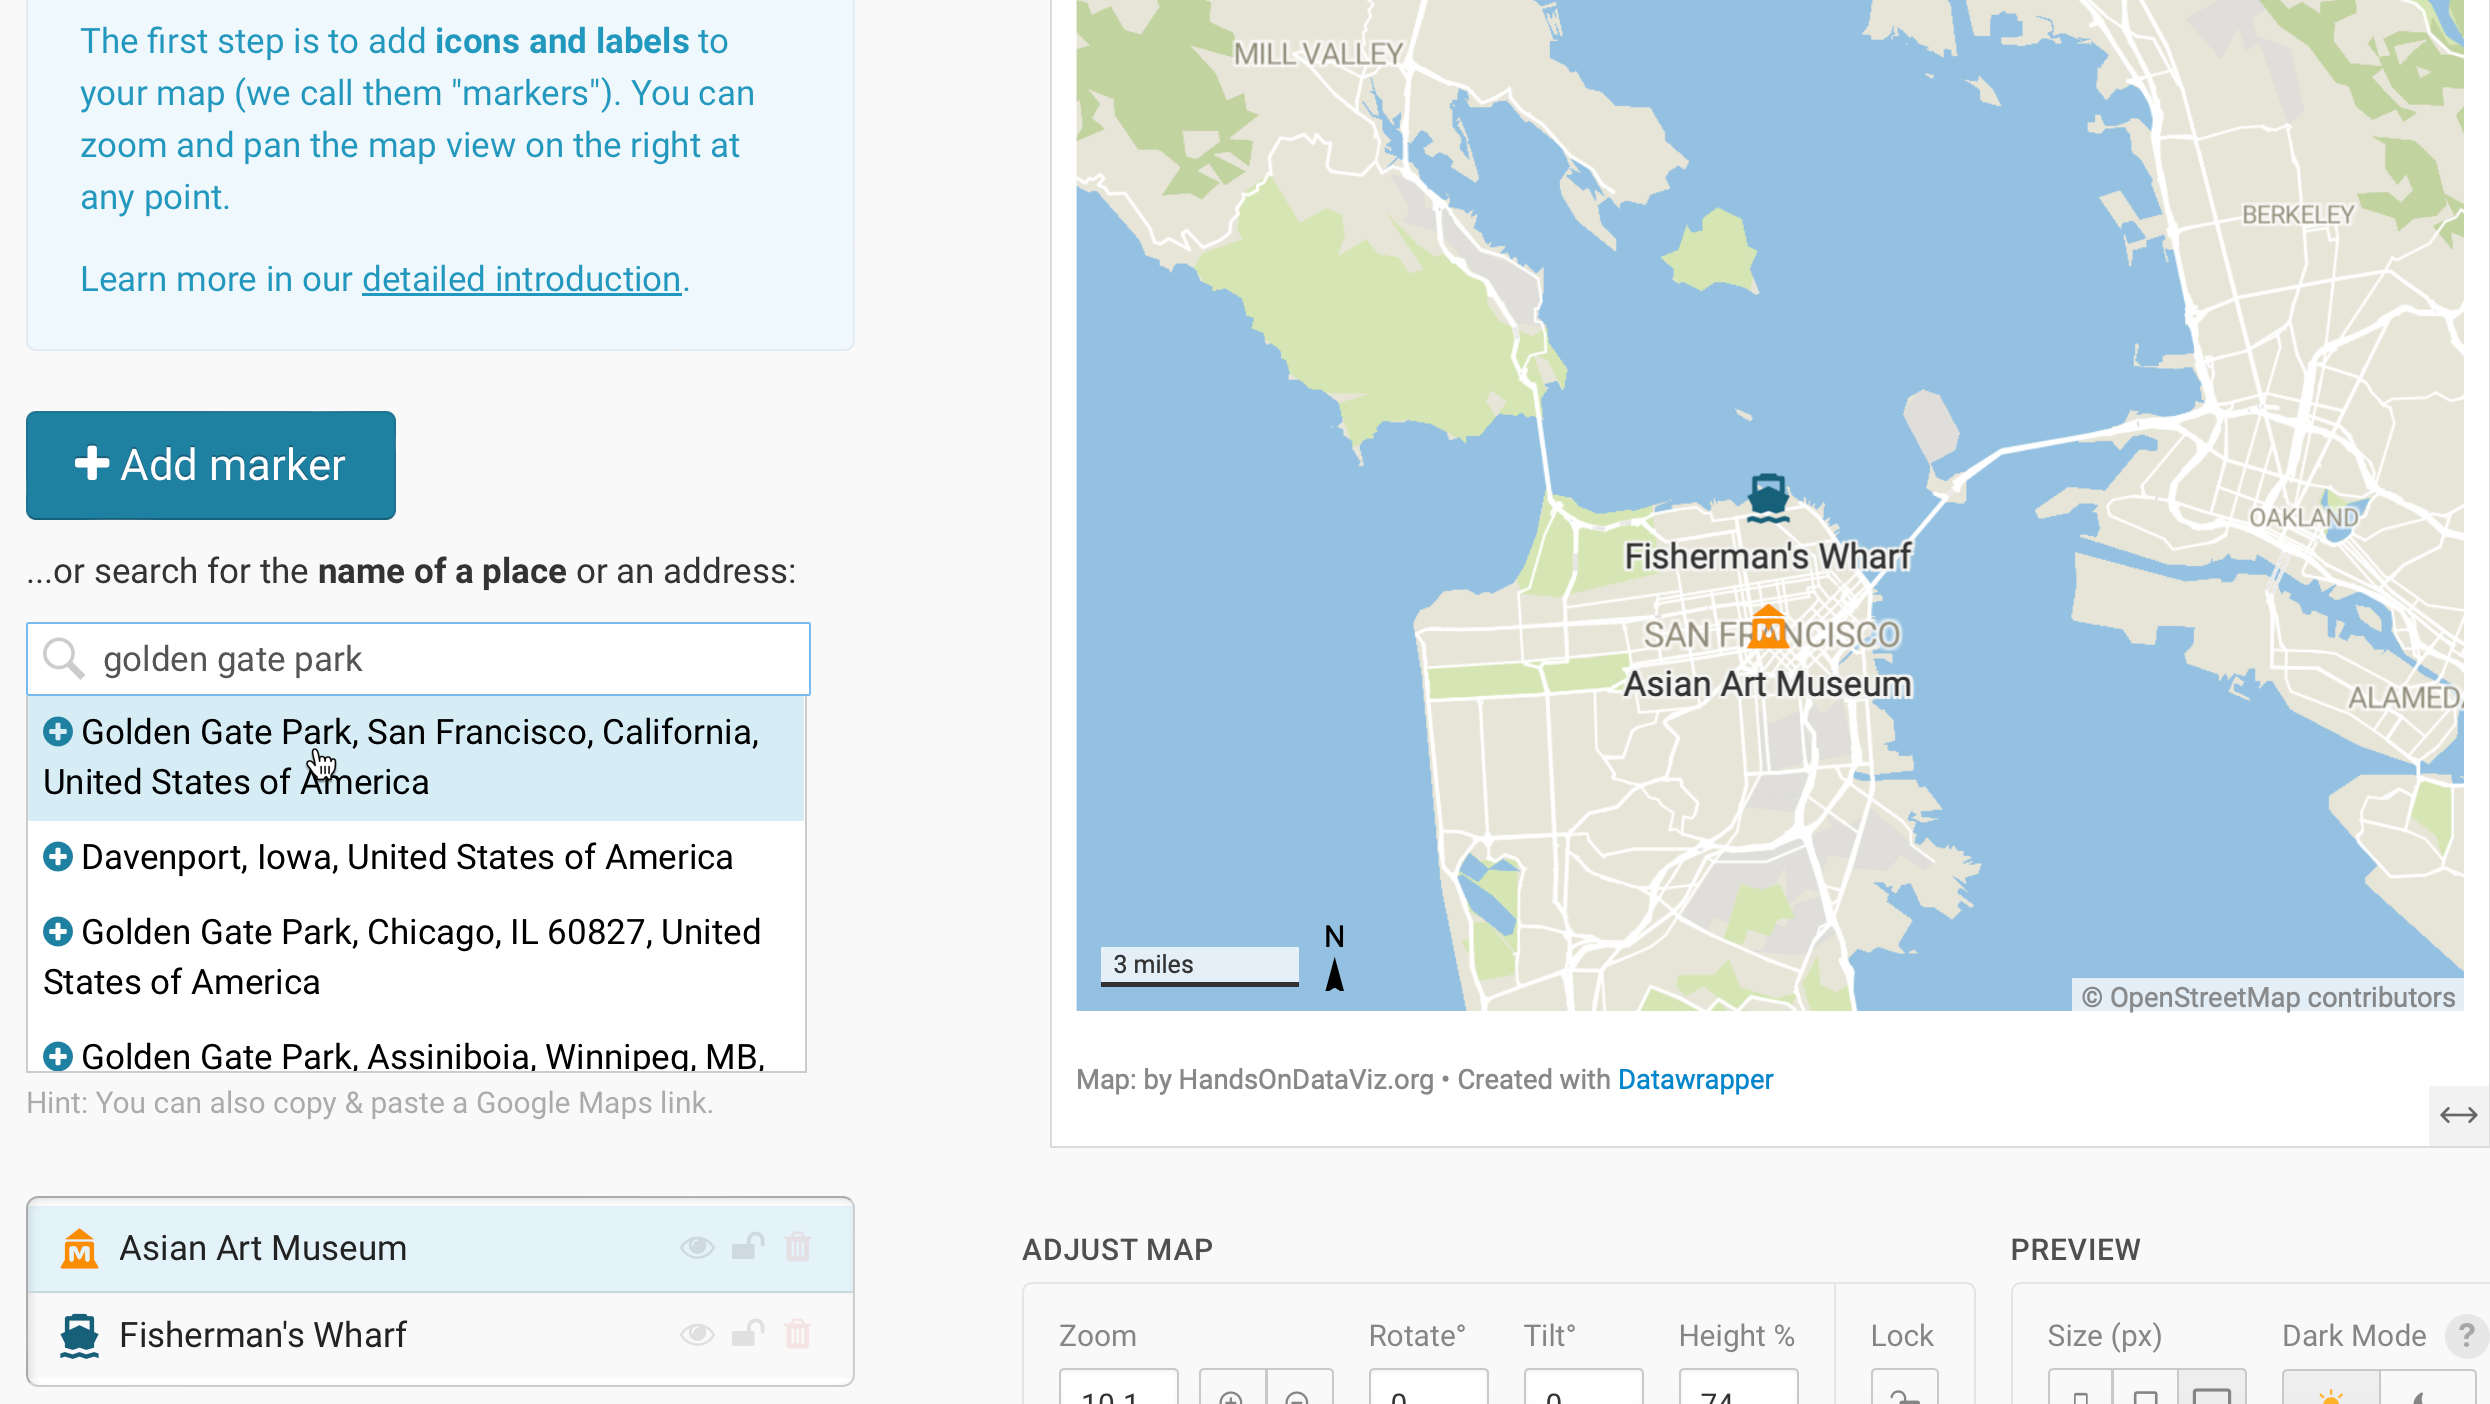 The first step is to add icons and labels to
your map (we call them "markers"). You can
zoom and pan the map view on the right at
any point.
Learn more in our detailed introduction.
Add marker
...or search for the name of a place or an address:
golden gate park
Golden Gate Park, San Francisco, California,
United States of America
Davenport, Iowa, United States of America
Golden Gate Park, Chicago, IL 60827, United
States of America
Golden Gate Park, Assiniboia, Winnipeg, MB,
Hint: You can also copy & paste a Google Maps link.
Asian Art Museum
Fisherman's Wharf
MILL VALLEY
BERKELEY
OAKLAND
Fisherman's Wharf
SAN FRANCISCO
Asian Art Museum
ALAMEDA
N
3 miles
© OpenStreetMap contributors
Map: by HandsOnDataViz.org • Created with Datawrapper
ADJUST MAP
Zoom
Rotate°
Tilt°
Height %
Lock
10.1
0
0
74
PREVIEW
Size (px)
Dark Mode
?